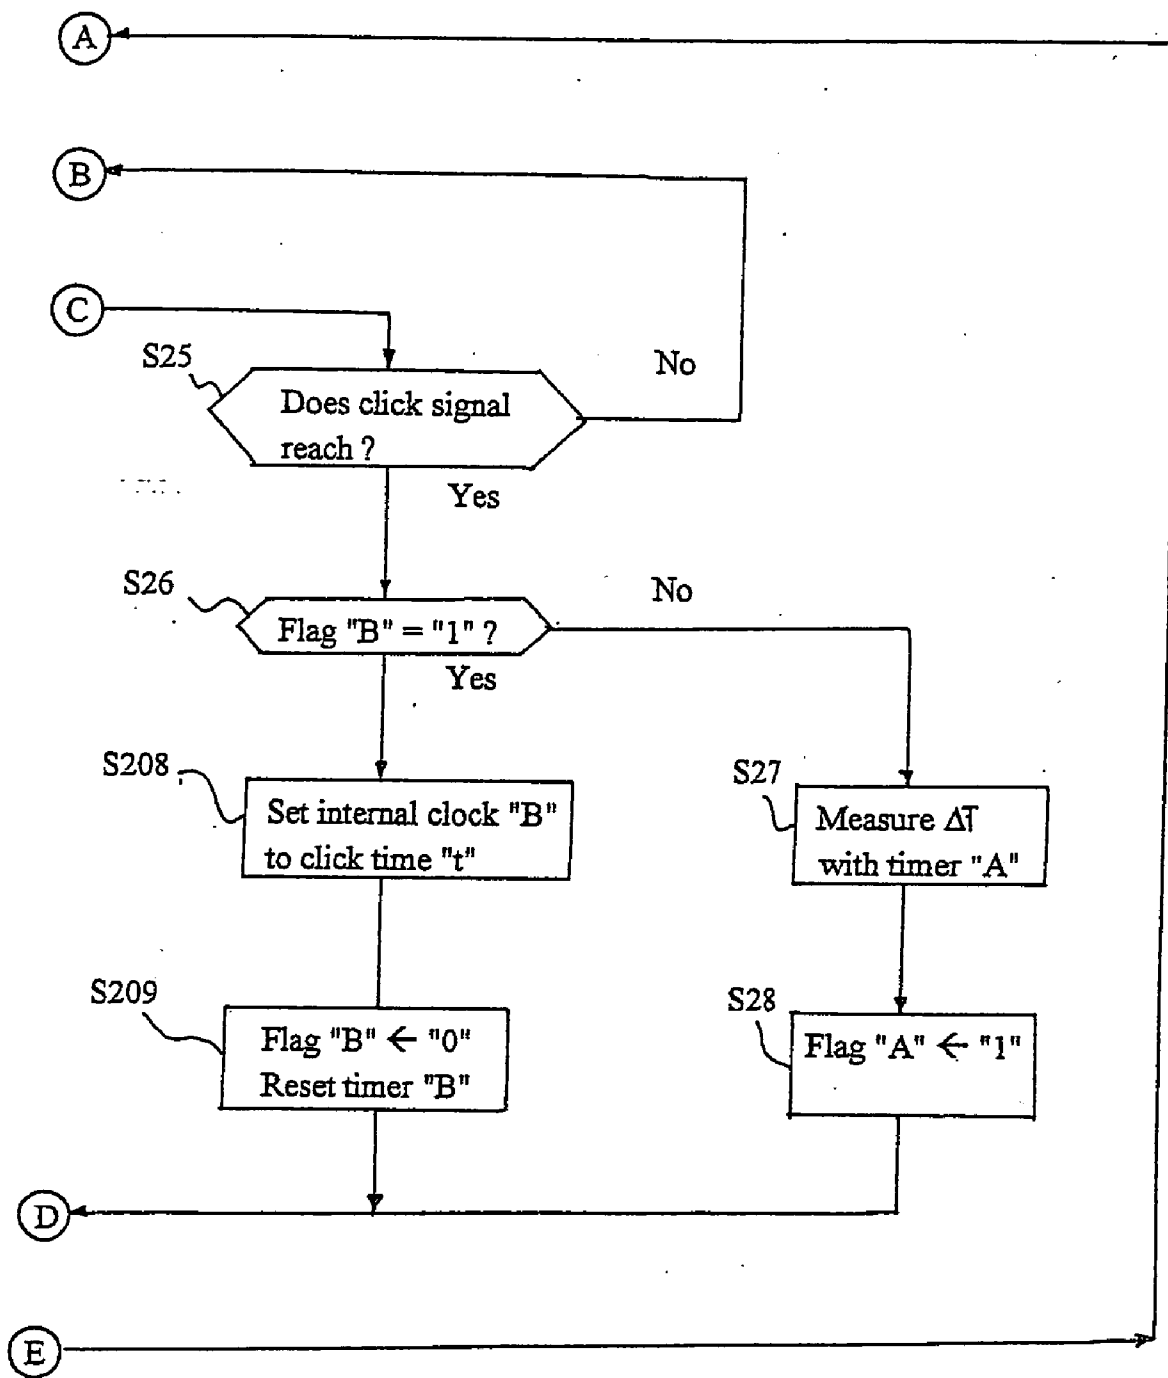 A
B
C
S25
No
Does click signal
reach ?
Yes
S26
No
Flag "B" = "1" ?
Yes
S208
Set internal clock "B"
to click time "t"
S27
Measure ΔT
with timer "A"
S209
Flag "B" ← "0"
Reset timer "B"
S28
Flag "A" ← "1"
D
E